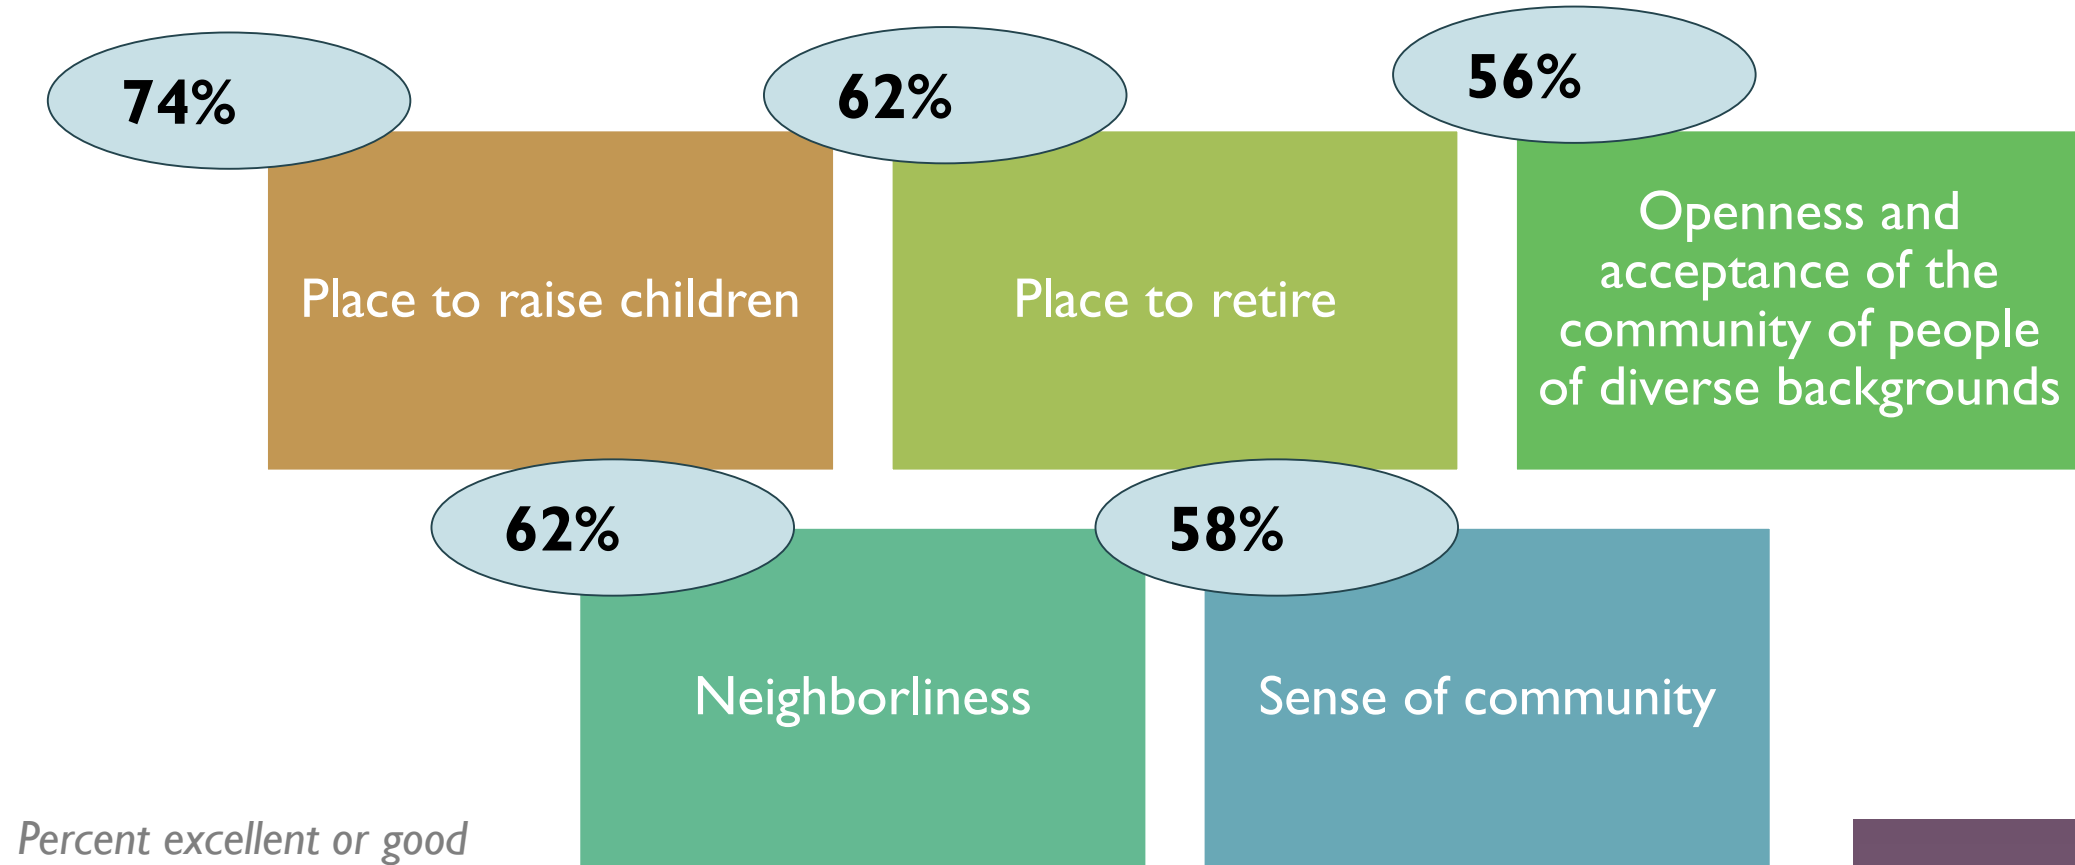 74%
62%
56%
Place to raise children
Place to retire
Openness and
acceptance of the
community of people
of diverse backgrounds
62%
58%
Neighborliness
Sense of community
Percent excellent or good